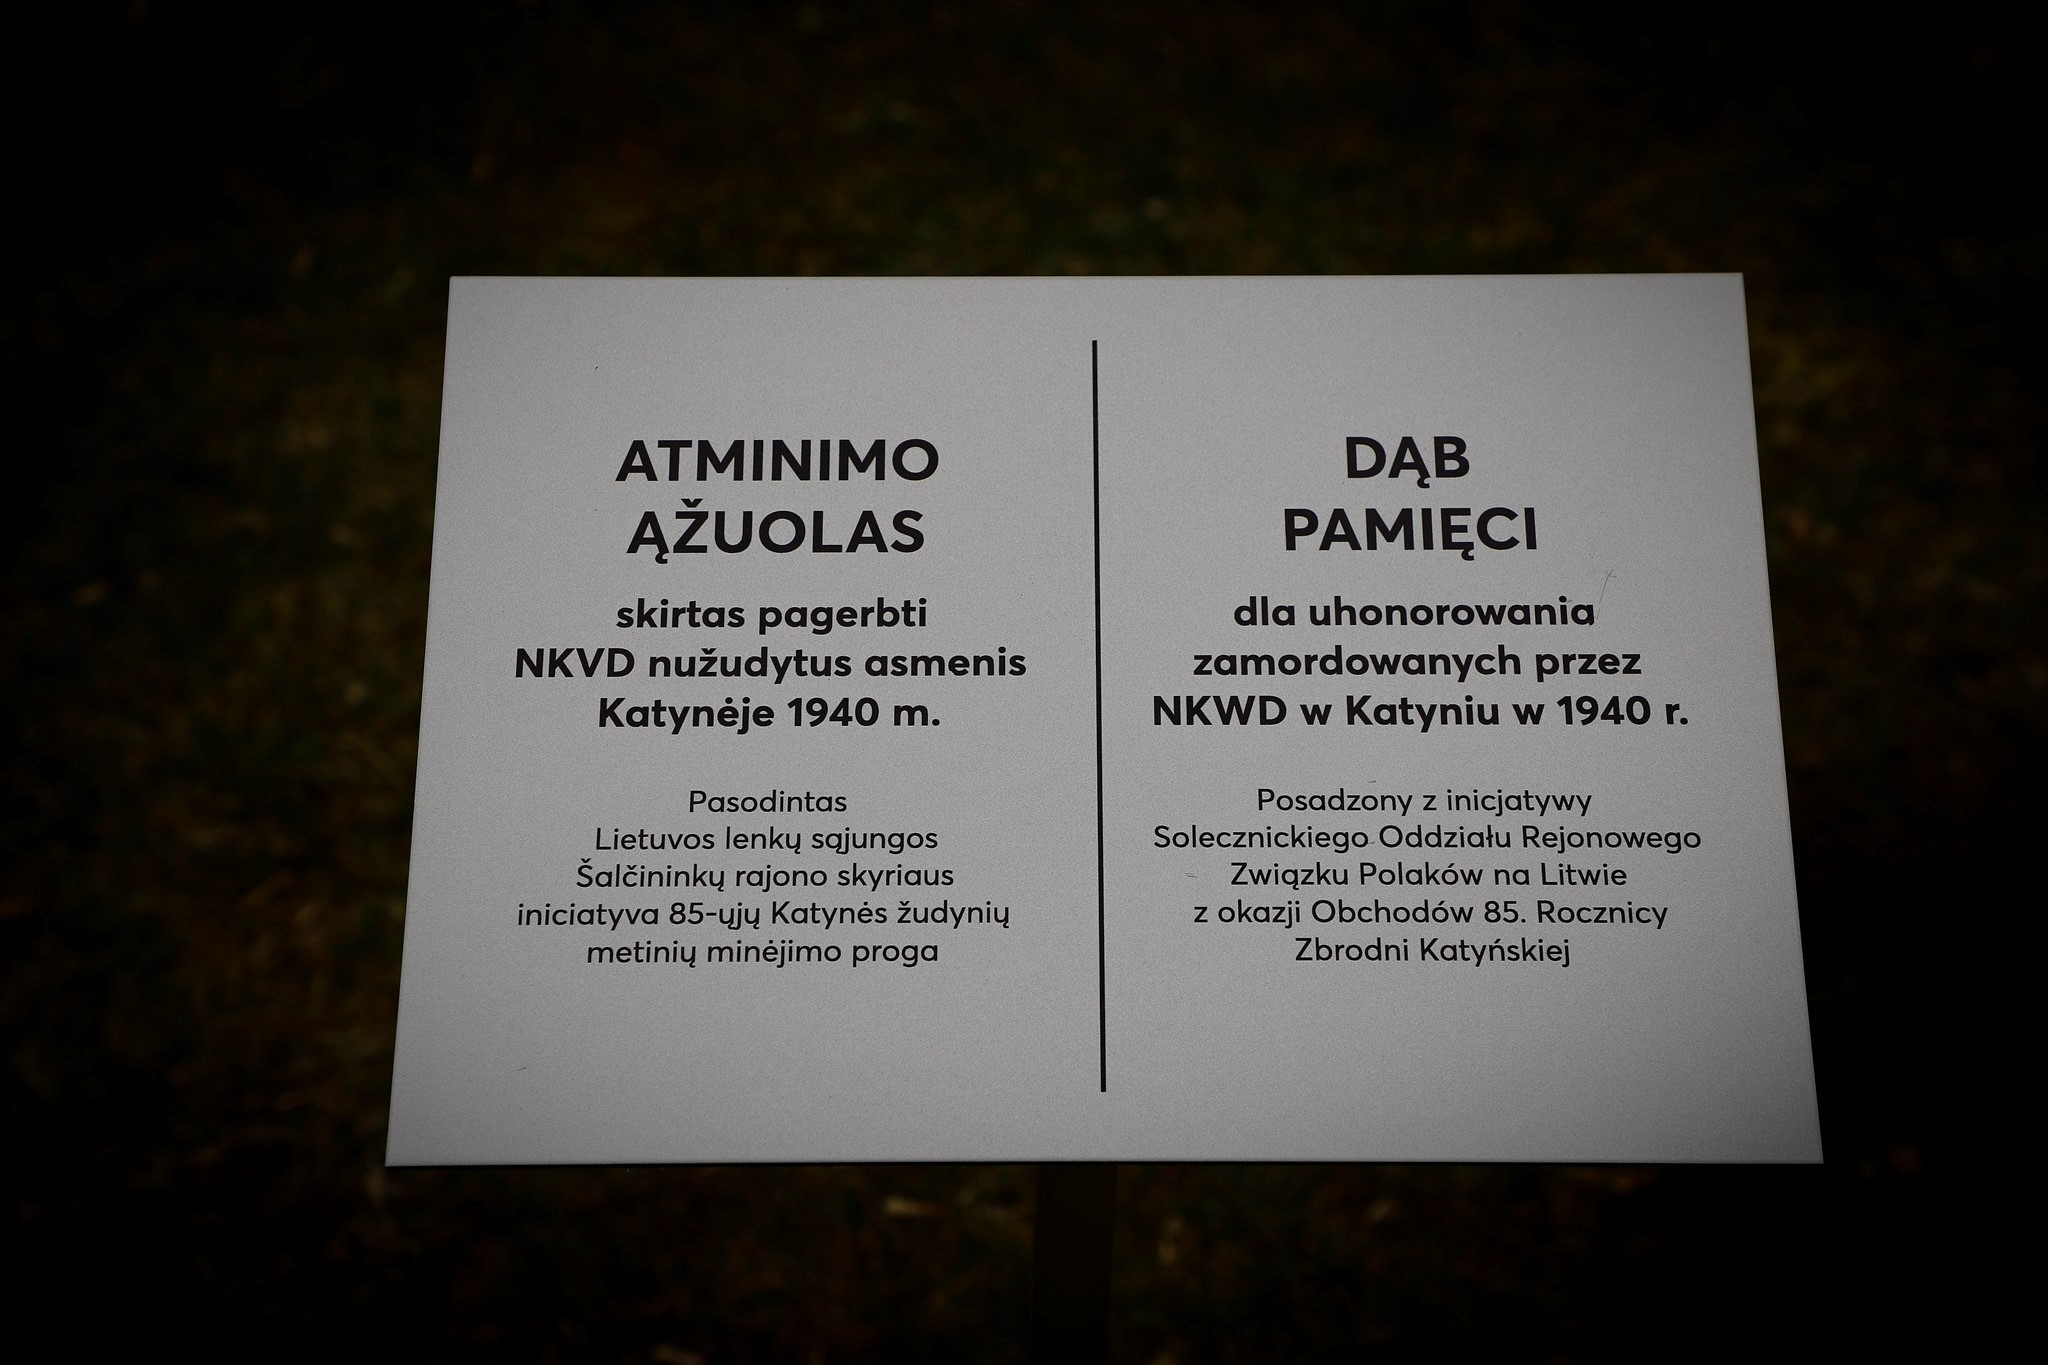 ATMINIMO
ĄŽUOLAS
skirtas pagerbti
NKVD nužudytus asmenis
Katynėje 1940 m.
Pasodintas
Lietuvos lenkų sąjungos
Šalčininkų rajono skyriaus
iniciatyva 85-ųjų Katynės žudynių
metinių minėjimo proga
DĄB
PAMIĘCI
dla uhonorowania
zamordowanych przez
NKWD w Katyniu w 1940 r.
Posadzony z inicjatywy
Solecznickiego Oddziału Rejonowego
Związku Polaków na Litwie
z okazji Obchodów 85. Rocznicy
Zbrodni Katyńskiej